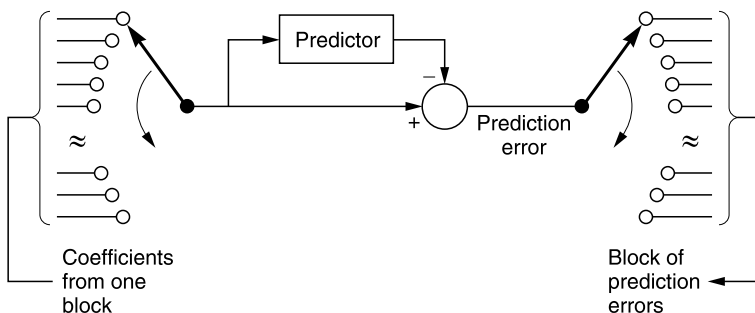 Predictor
−
+
≈
≈
Prediction
error
Coefficients
from one
block
Block of
prediction
errors